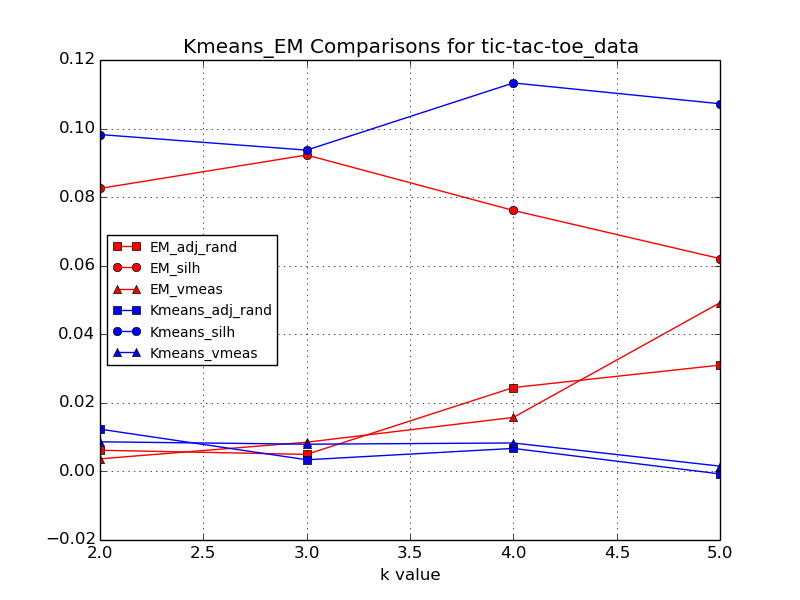 Kmeans_EM Comparisons for tic-tac-toe_data
0.12
0.10
0.08
0.06
0.04
0.02
0.00
−0.02
EM_adj_rand
EM_silh
EM_vmeas
Kmeans_adj_rand
Kmeans_silh
Kmeans_vmeas
2.0 2.5 3.0 3.5 4.0 4.5 5.0
k value